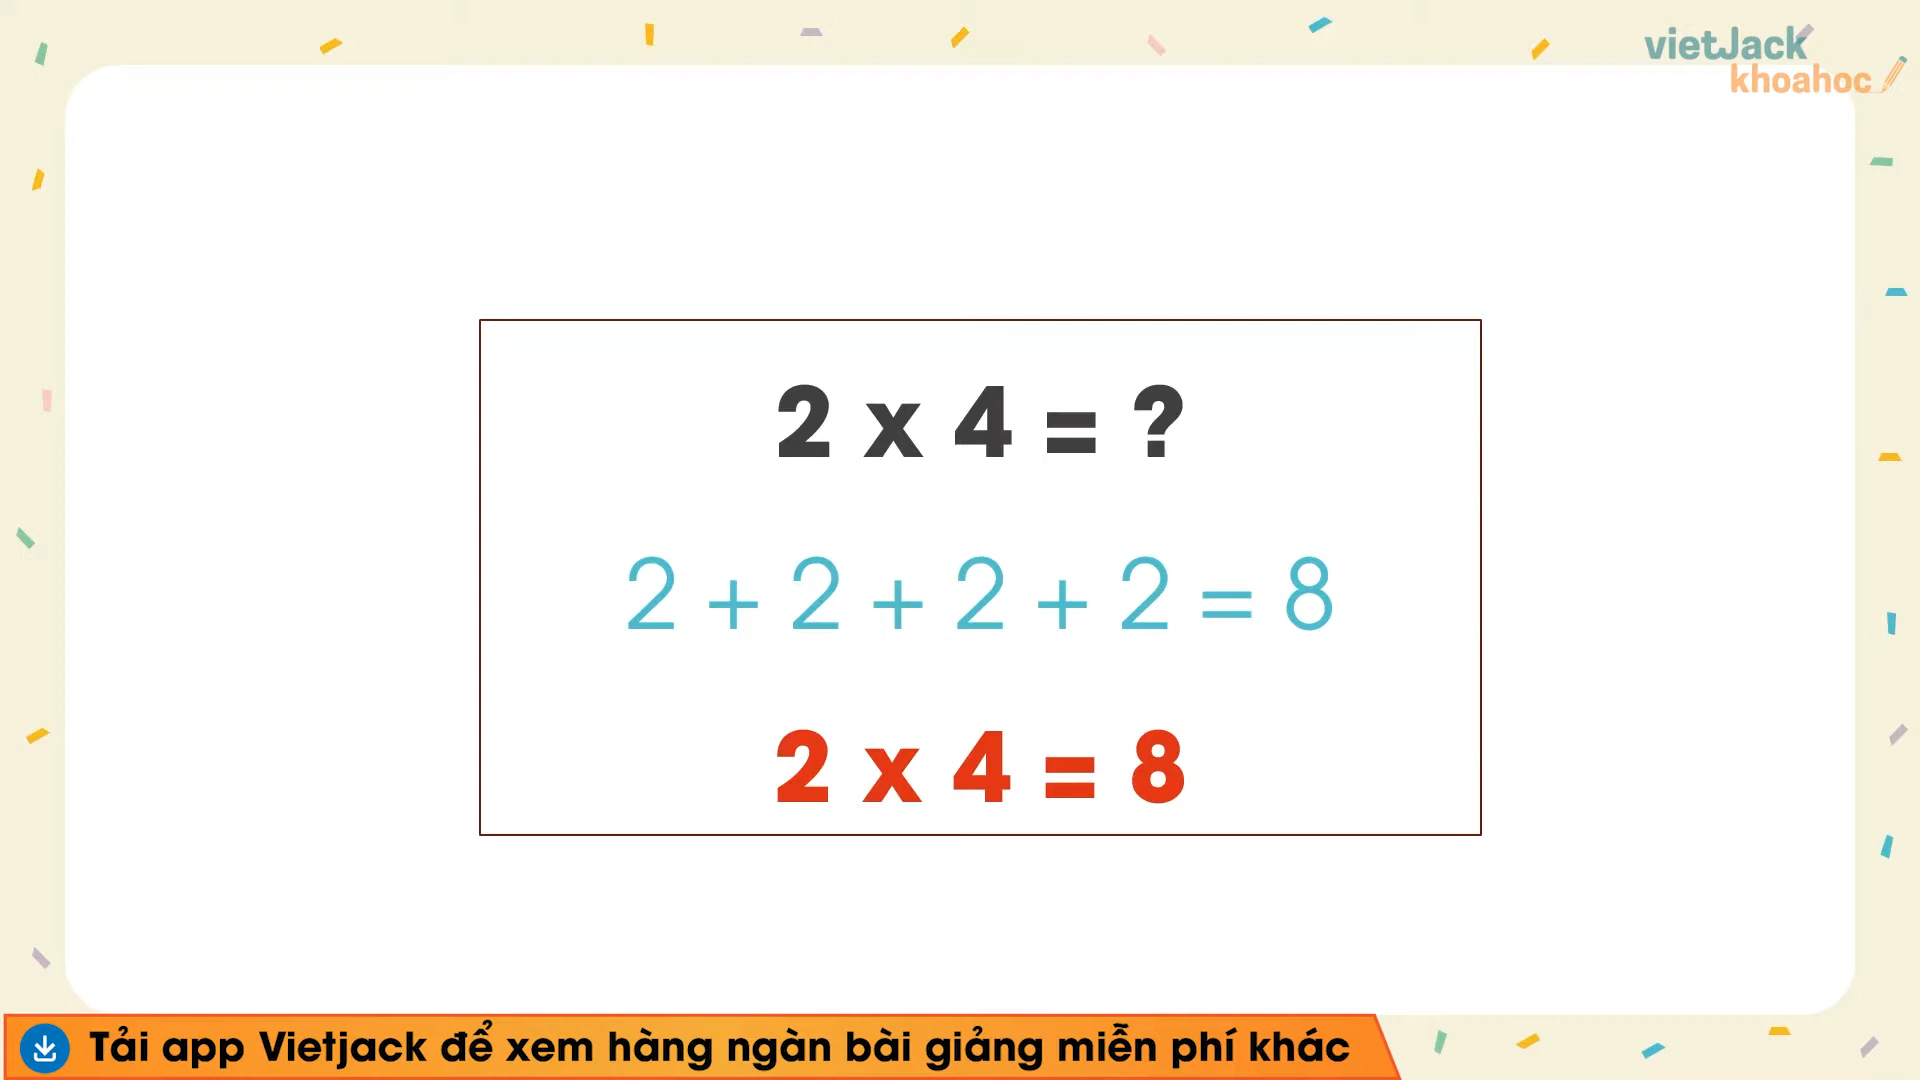 vietJack
khoahoc
2 x 4 = ?
2 + 2 + 2 + 2 = 8
2 x 4 = 8
Tải app Vietjack để xem hàng ngàn bài giảng miễn phí khác